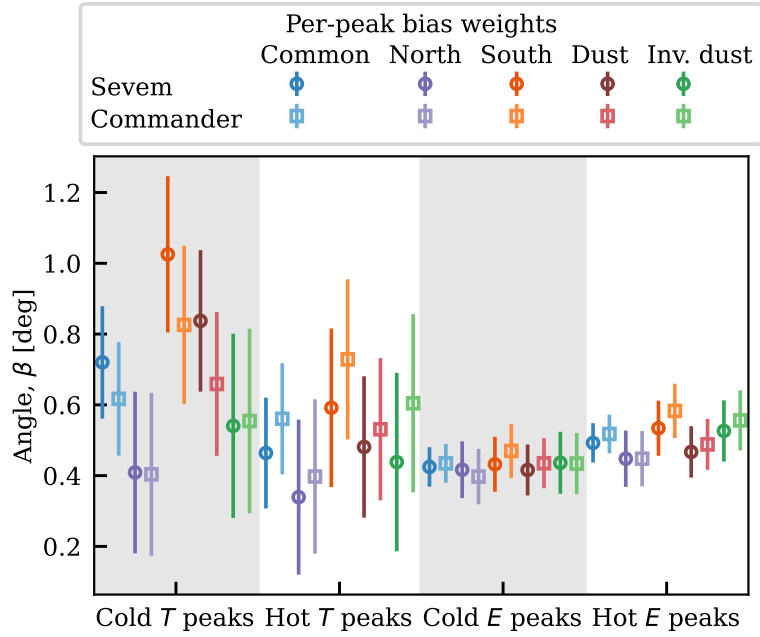 Per-peak bias weights
Common North South Dust Inv. dust
Sevem
Commander
Angle, β [deg]
1.2
1.0
0.8
0.6
0.4
0.2
Cold T peaks Hot T peaks Cold E peaks Hot E peaks